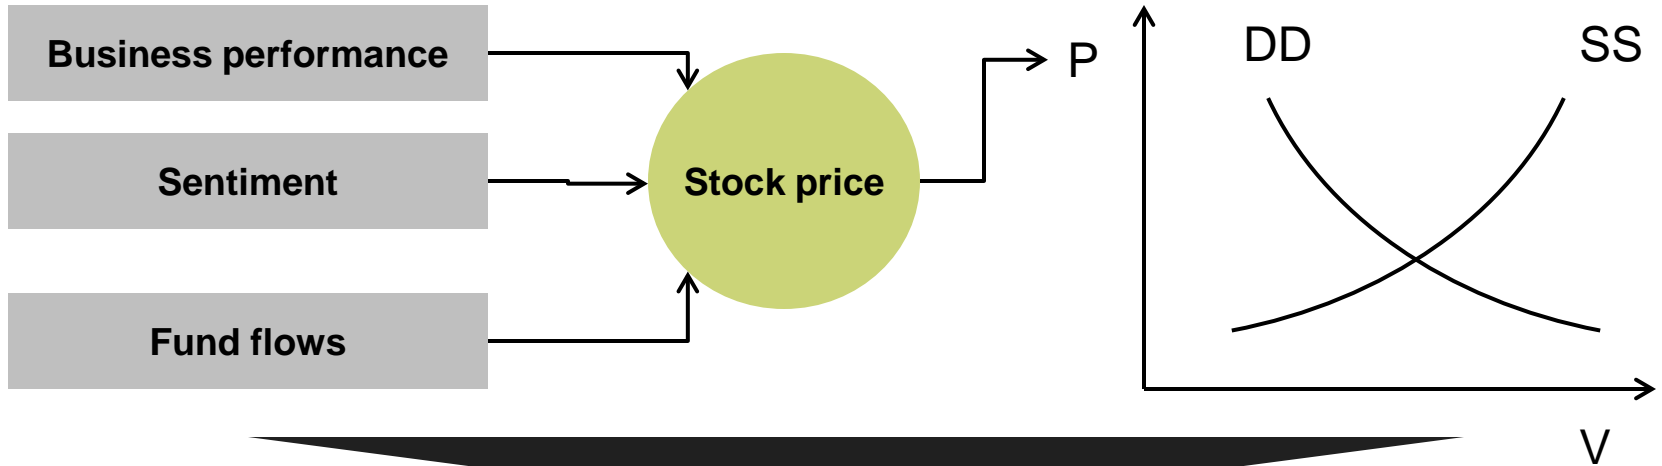 Business performance
Sentiment
Fund flows
Stock price
P
DD
SS
V